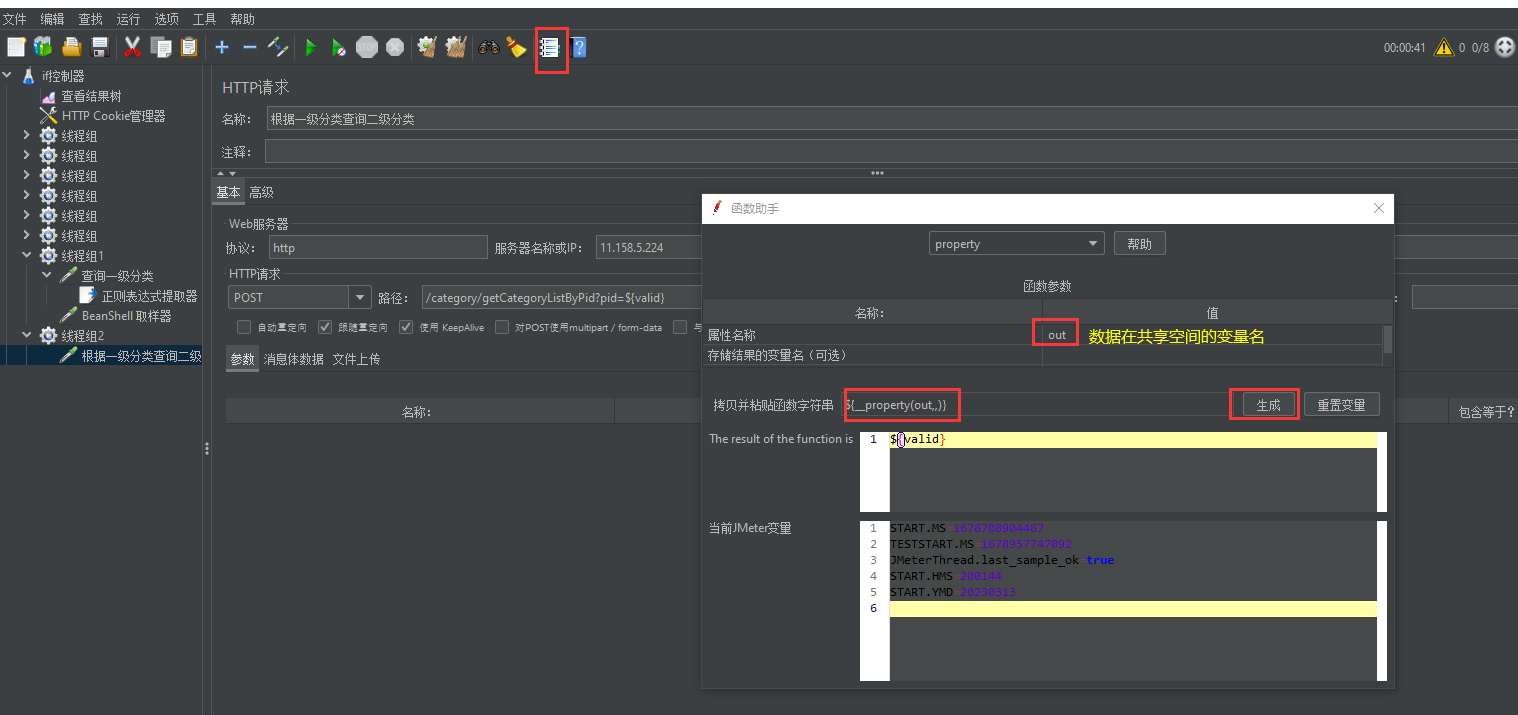 文件 编辑 查找 运行 选项 工具 帮助
STOP
00:00:41 0 0/8
if控制器
查看结果树
HTTP Cookie管理器
线程组
线程组
线程组
线程组
线程组
线程组
线程组1
查询一级分类
正则表达式提取器
BeanShell 取样器
线程组2
根据一级分类查询二级
HTTP请求
名称: 根据一级分类查询二级分类
注释:
基本 高级
Web服务器
协议: http 服务器名称或IP: 11.158.5.224
HTTP请求
POST 路径: /category/getCategoryListByPid?pid=${valid}
自动重定向 跟随重定向 使用 KeepAlive 对POST使用multipart / form-data 与
参数 消息体数据 文件上传
名称: 包含等于?
函数助手
property 帮助
函数参数
名称: 值
属性名称 out 数据在共享空间的变量名
存储结果的变量名（可选）
拷贝并粘贴函数字符串 ${__property(out,,)} 生成 重置变量
The result of the function is 1 ${valid}
当前JMeter变量
1 START.MS 1678708904487
2 TESTSTART.MS 1678957747092
3 JMeterThread.last_sample_ok true
4 START.HMS 200144
5 START.YMD 20230313
6